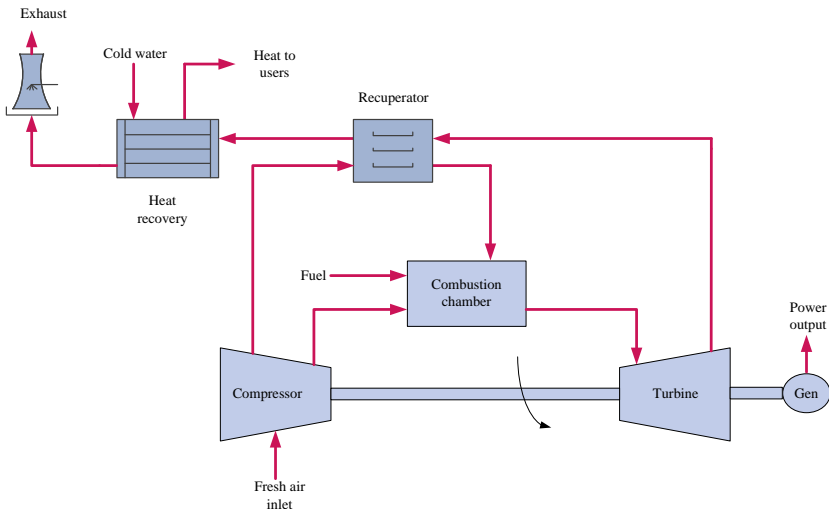 Exhaust
Cold water
Heat to
users
Recuperator
Heat
recovery
Fuel
Combustion
chamber
Power
output
Compressor
Turbine
Gen
Fresh air
inlet